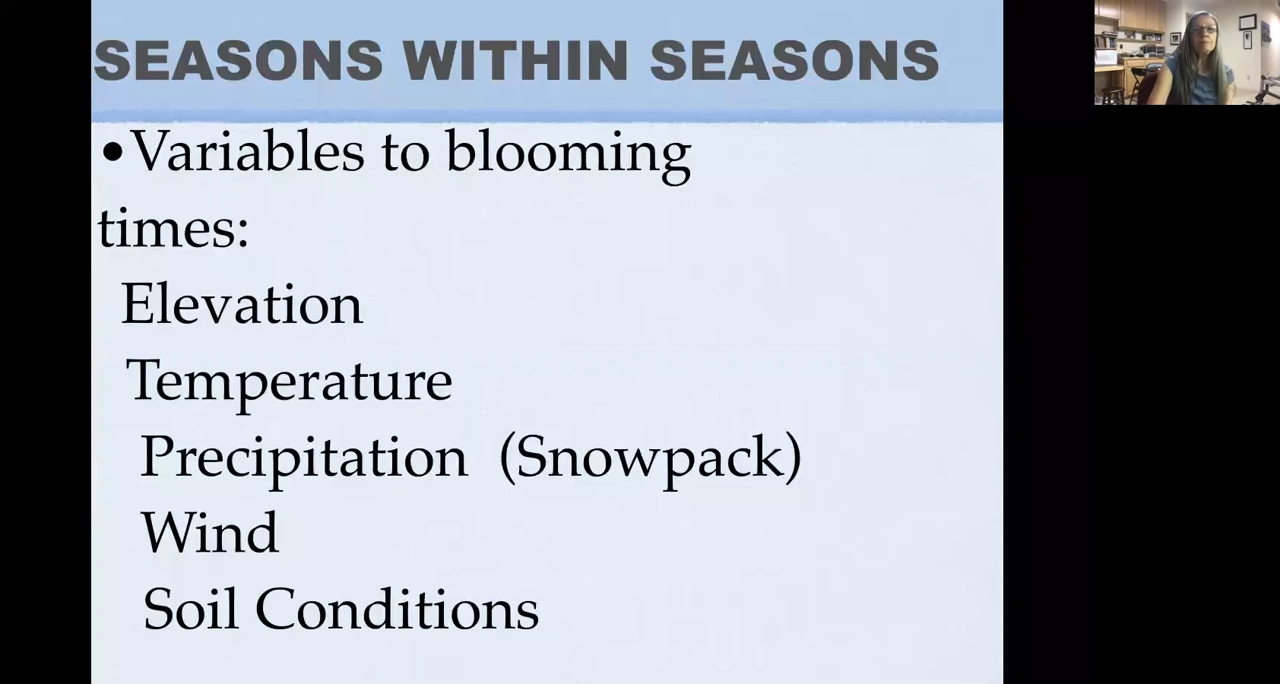 SEASONS WITHIN SEASONS
•Variables to blooming
times:
Elevation
Temperature
Precipitation (Snowpack)
Wind
Soil Conditions